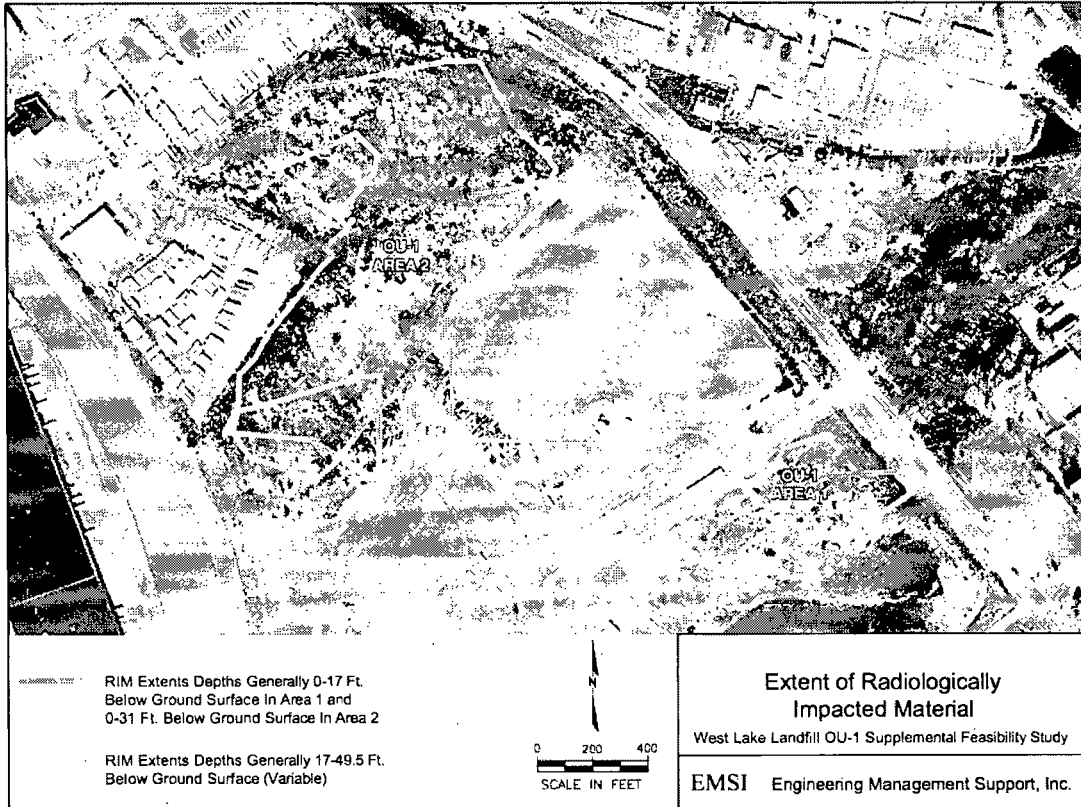 OU-1
AREA 2
OU-1
AREA 1
RIM Extents Depths Generally 0-17 Ft.
Below Ground Surface In Area 1 and
0-31 Ft. Below Ground Surface In Area 2
RIM Extents Depths Generally 17-49.5 Ft.
Below Ground Surface (Variable)
N
0 200 400
SCALE IN FEET
Extent of Radiologically
Impacted Material
West Lake Landfill OU-1 Supplemental Feasibility Study
EMSI Engineering Management Support, Inc.